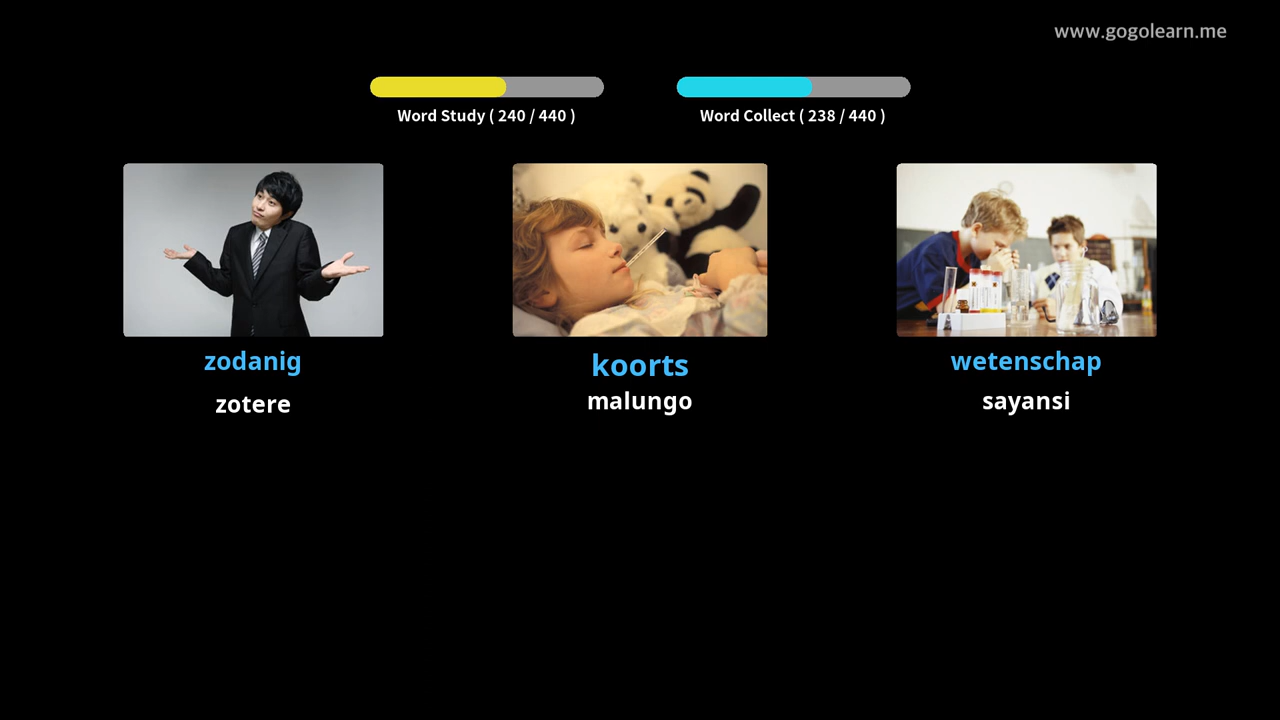 www.gogolearn.me
Word Study ( 240 / 440 )
Word Collect ( 238 / 440 )
zodanig
zotere
koorts
malungo
wetenschap
sayansi